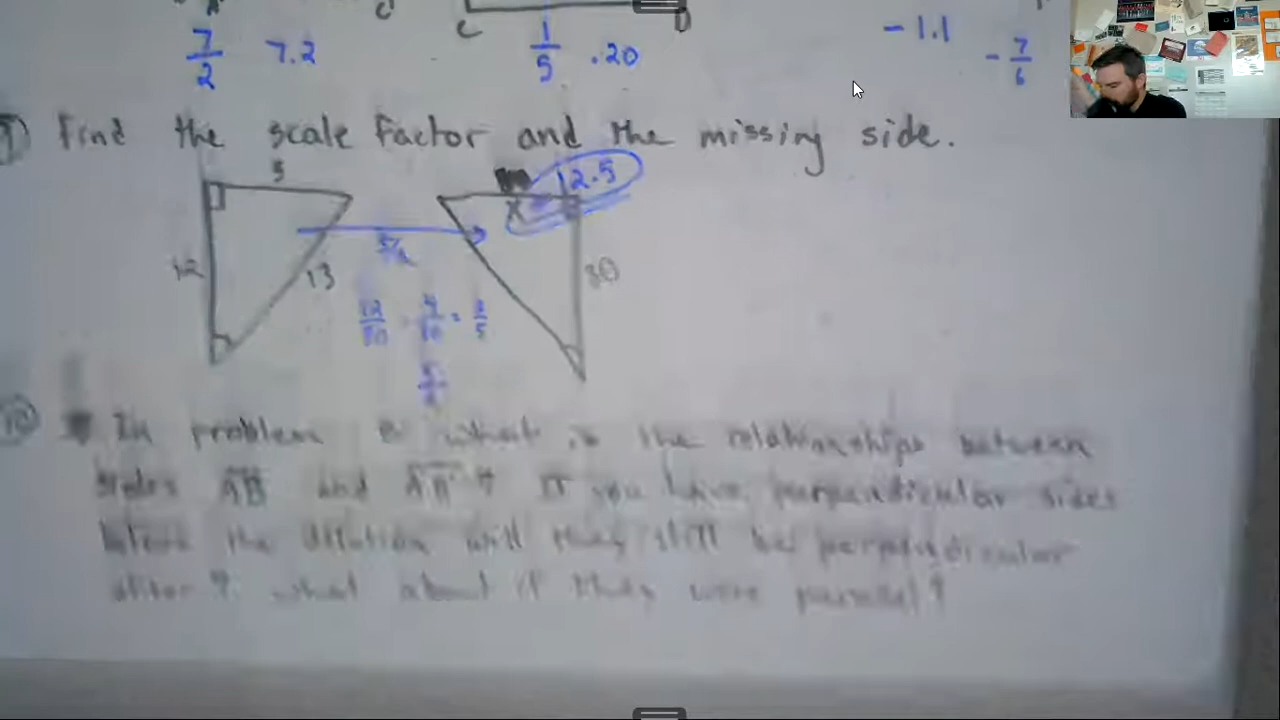 C' C D
7/2 7.2 1/5 .20 -1.1 -7/6
9) Find the scale factor and the missing side.
5 12.5
X
12 13 5/2 30
12/30 = 4/10 = 2/5
5/2
10 In problem what is the relationships between
sides AB and If you have perpendicular sides
before the dilation will they still be perpendicular
after? what about if they were parallel?